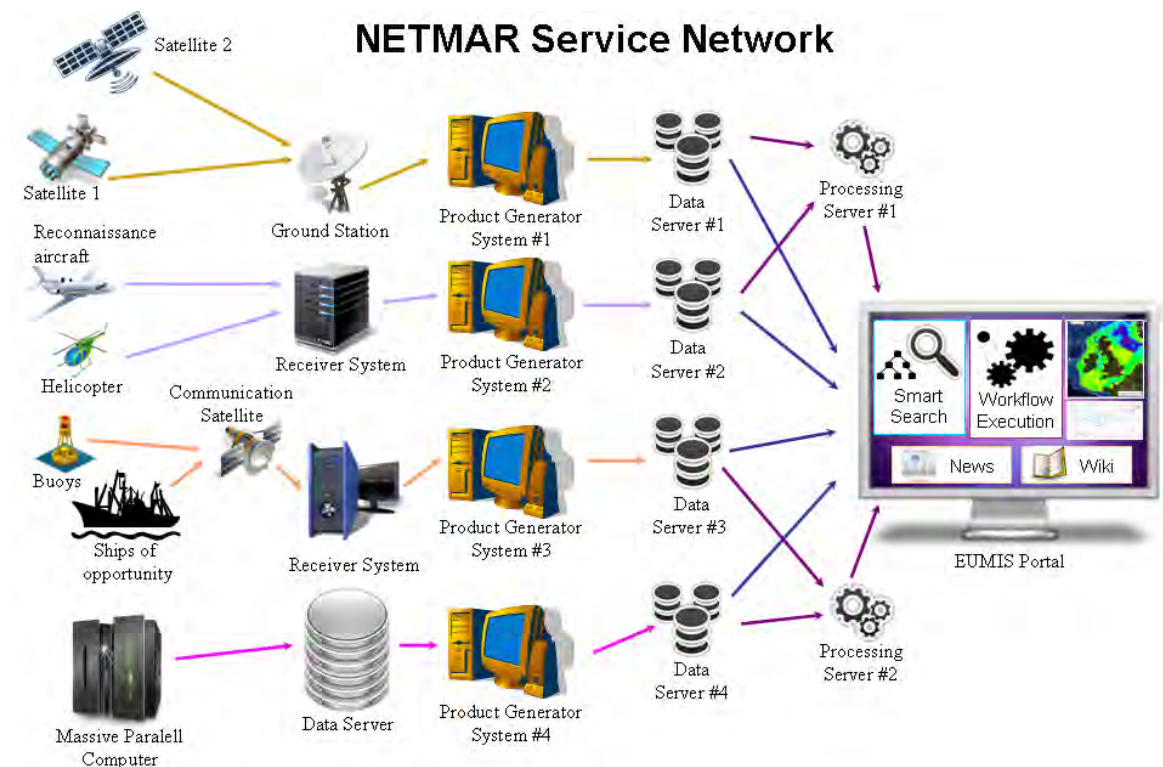 NETMAR Service Network
Satellite 2
Satellite 1
Ground Station
Product Generator
System #1
Data
Server #1
Processing
Server #1
Reconnaissance
aircraft
Helicopter
Receiver System
Product Generator
System #2
Data
Server #2
Communication
Satellite
Buoys
Ships of
opportunity
Receiver System
Product Generator
System #3
Data
Server #3
Smart
Search
Workflow
Execution
News
Wiki
EUMIS Portal
Massive Paralell
Computer
Data Server
Product Generator
System #4
Data
Server #4
Processing
Server #2